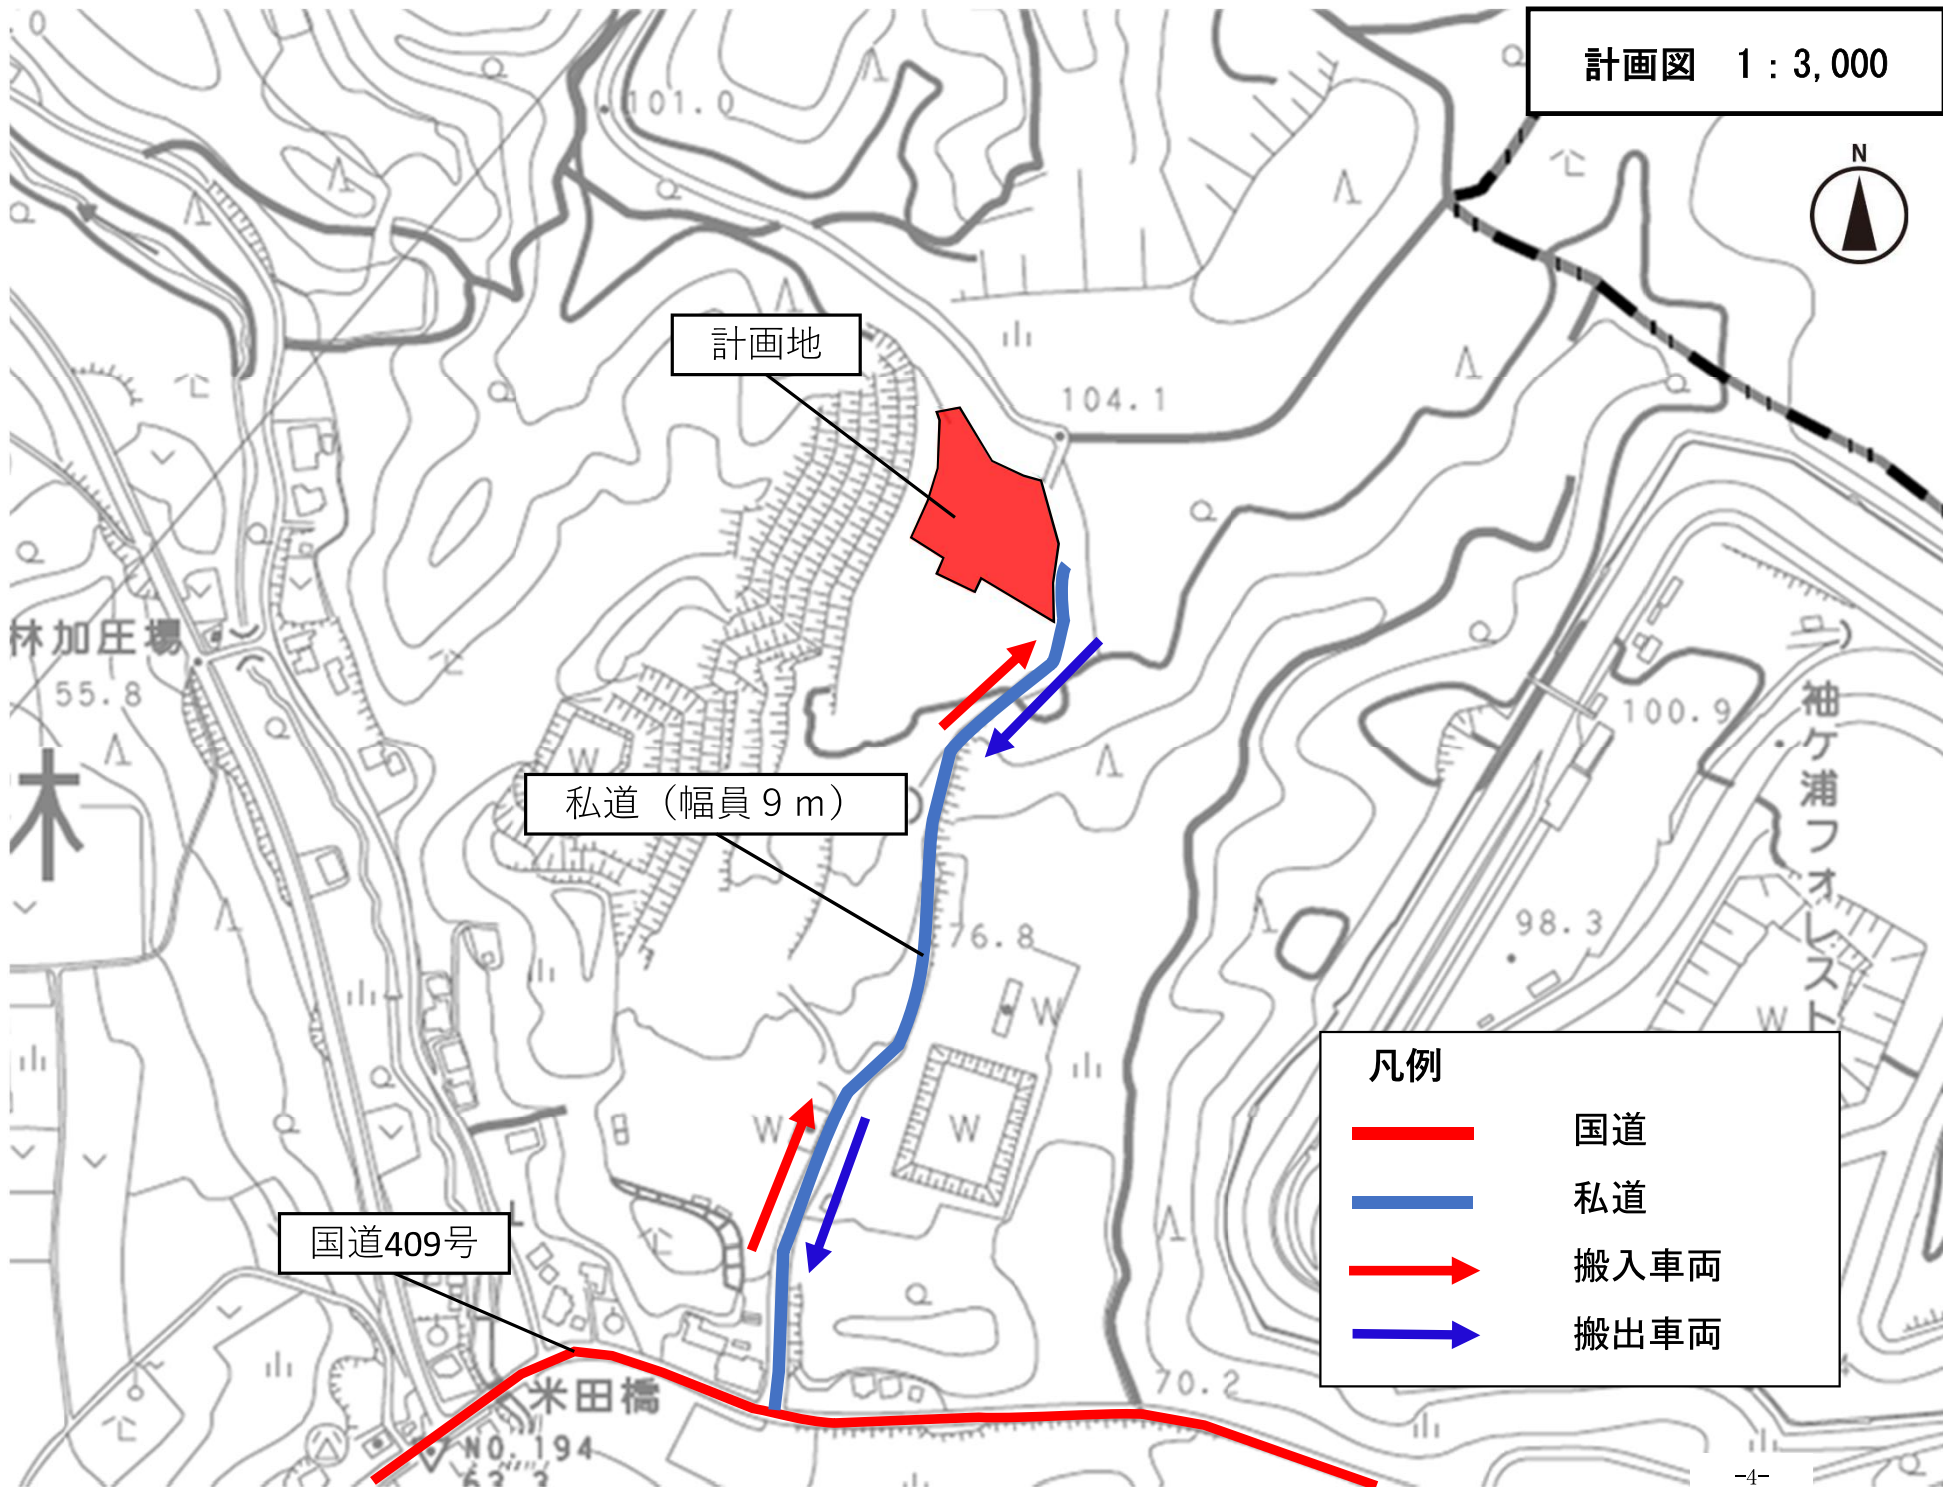 計画図 1：3,000
N
101.0
計画地
104.1
林加圧場
55.8
木
100.9
袖ケ浦フォレスト
私道（幅員９ｍ）
76.8
98.3
W
W
W
W
W
凡例
国道
私道
搬入車両
搬出車両
国道409号
70.2
米田橋
NO.194
63.3
-4-